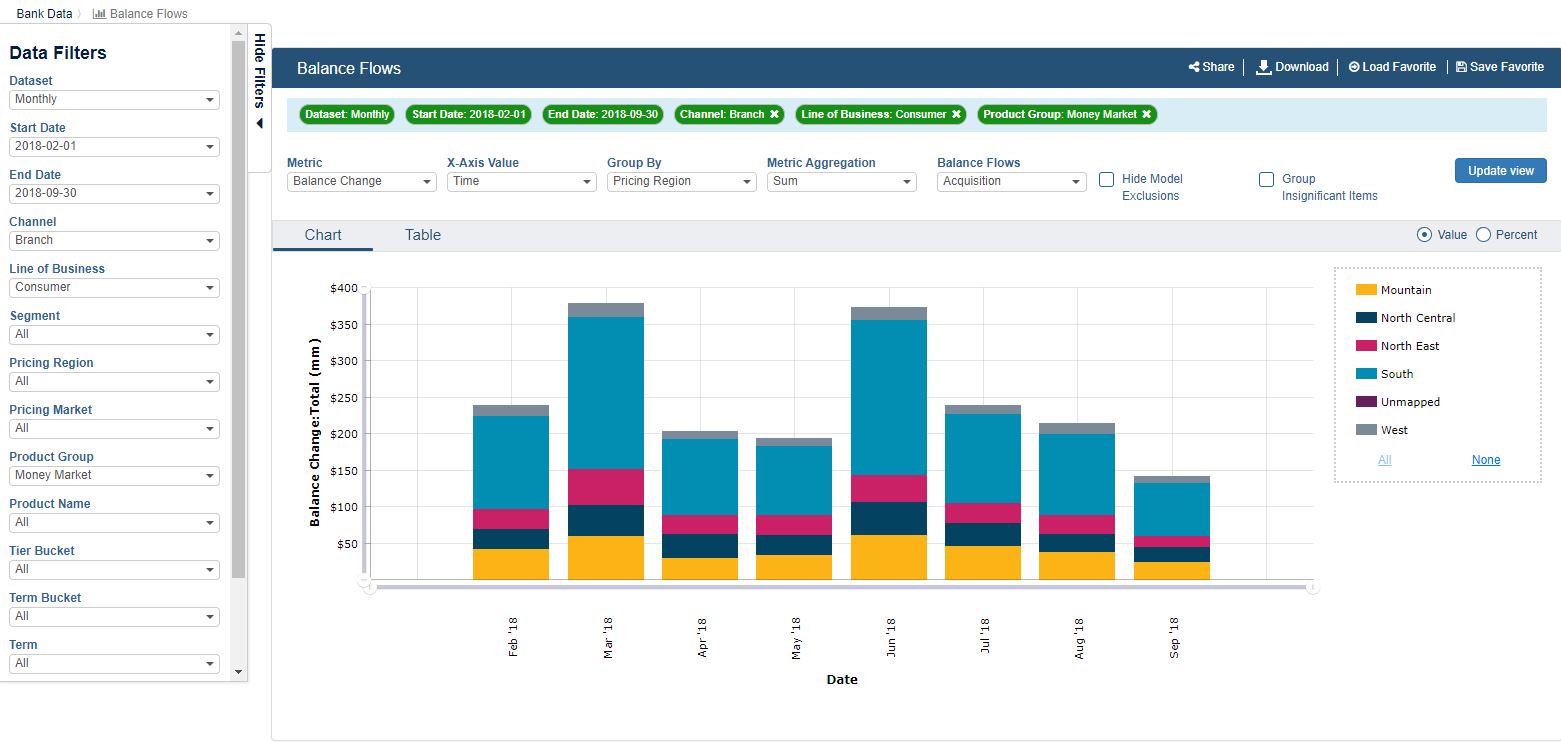 Bank Data
Balance Flows
Data Filters
Dataset
Monthly
Start Date
2018-02-01
End Date
2018-09-30
Channel
Branch
Line of Business
Consumer
Segment
All
Pricing Region
All
Pricing Market
All
Product Group
Money Market
Product Name
All
Tier Bucket
All
Term Bucket
All
Term
All
Hide Filters
Balance Flows
Share
Download
Load Favorite
Save Favorite
Dataset: Monthly
Start Date: 2018-02-01
End Date: 2018-09-30
Channel: Branch ✖
Line of Business: Consumer ✖
Product Group: Money Market ✖
Metric
Balance Change
X-Axis Value
Time
Group By
Pricing Region
Metric Aggregation
Sum
Balance Flows
Acquisition
Hide Model
Exclusions
Group
Insignificant Items
Update view
Chart
Table
Value
Percent
Balance Change:Total (mm )
$400
$350
$300
$250
$200
$150
$100
$50
Feb '18
Mar '18
Apr '18
May '18
Jun '18
Jul '18
Aug '18
Sep '18
Date
Mountain
North Central
North East
South
Unmapped
West
All
None